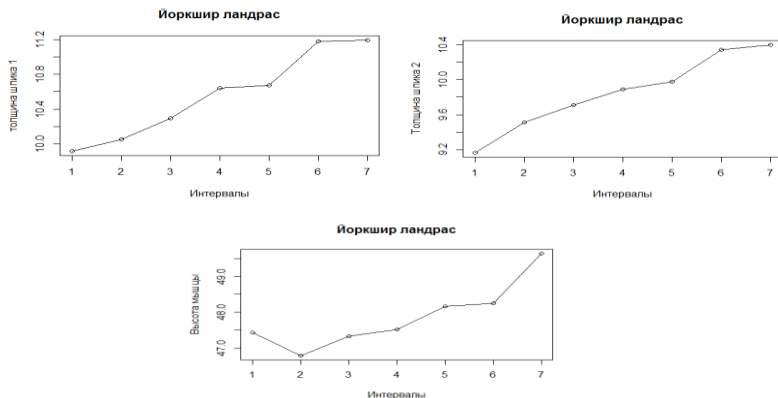 Йоркшир ландрас
толщина шпика 1
10.0 10.4 10.8 11.2
1 2 3 4 5 6 7
Интервалы
Йоркшир ландрас
Толщина шпика 2
9.2 9.6 10.0 10.4
1 2 3 4 5 6 7
Интервалы
Йоркшир ландрас
Высота мышцы
47.0 48.0 49.0
1 2 3 4 5 6 7
Интервалы